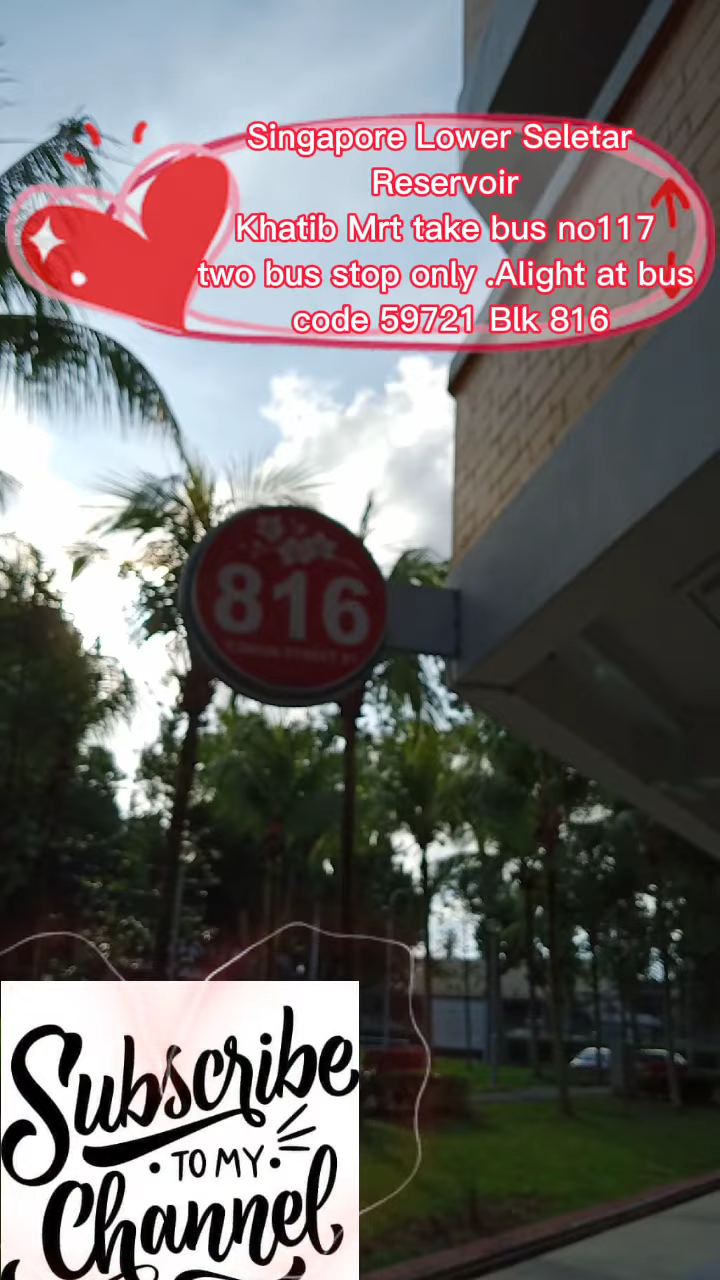 Singapore Lower Seletar
Reservoir
Khatib Mrt take bus no117
two bus stop only .Alight at bus
code 59721 Blk 816
816
Subscribe
TO MY
Channel